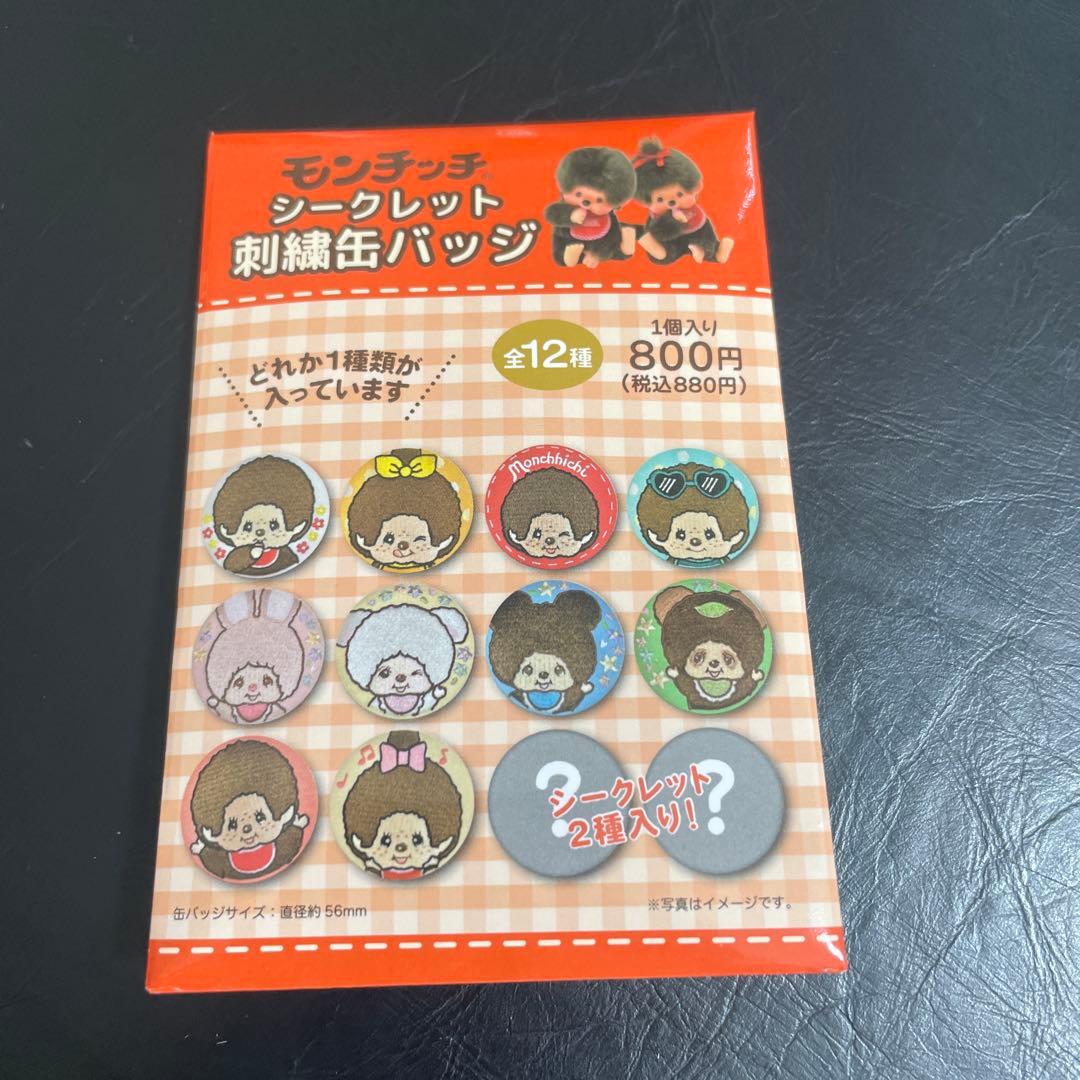 モンチッチ®
シークレット
刺繍缶バッジ
どれか1種類が
入っています
全12種
1個入り
800円
(税込880円)
Monchhichi
?
?
シークレット
2種入り!
缶バッジサイズ:直径約56mm
※写真はイメージです。